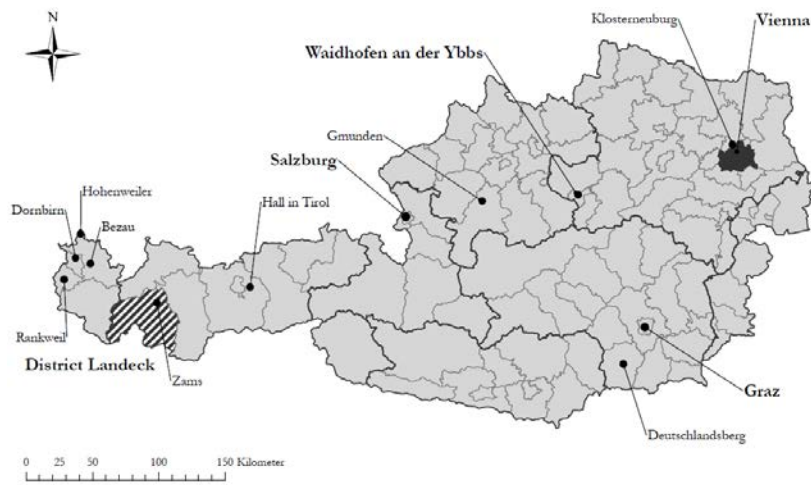 N
Klosterneuburg
Vienna
Waidhofen an der Ybbs
Gmunden
Salzburg
Hohenweiler
Dornbirn
Bezau
Hall in Tirol
Rankweil
District Landeck
Zams
Graz
Deutschlandsberg
0 25 50 100 150 Kilometer